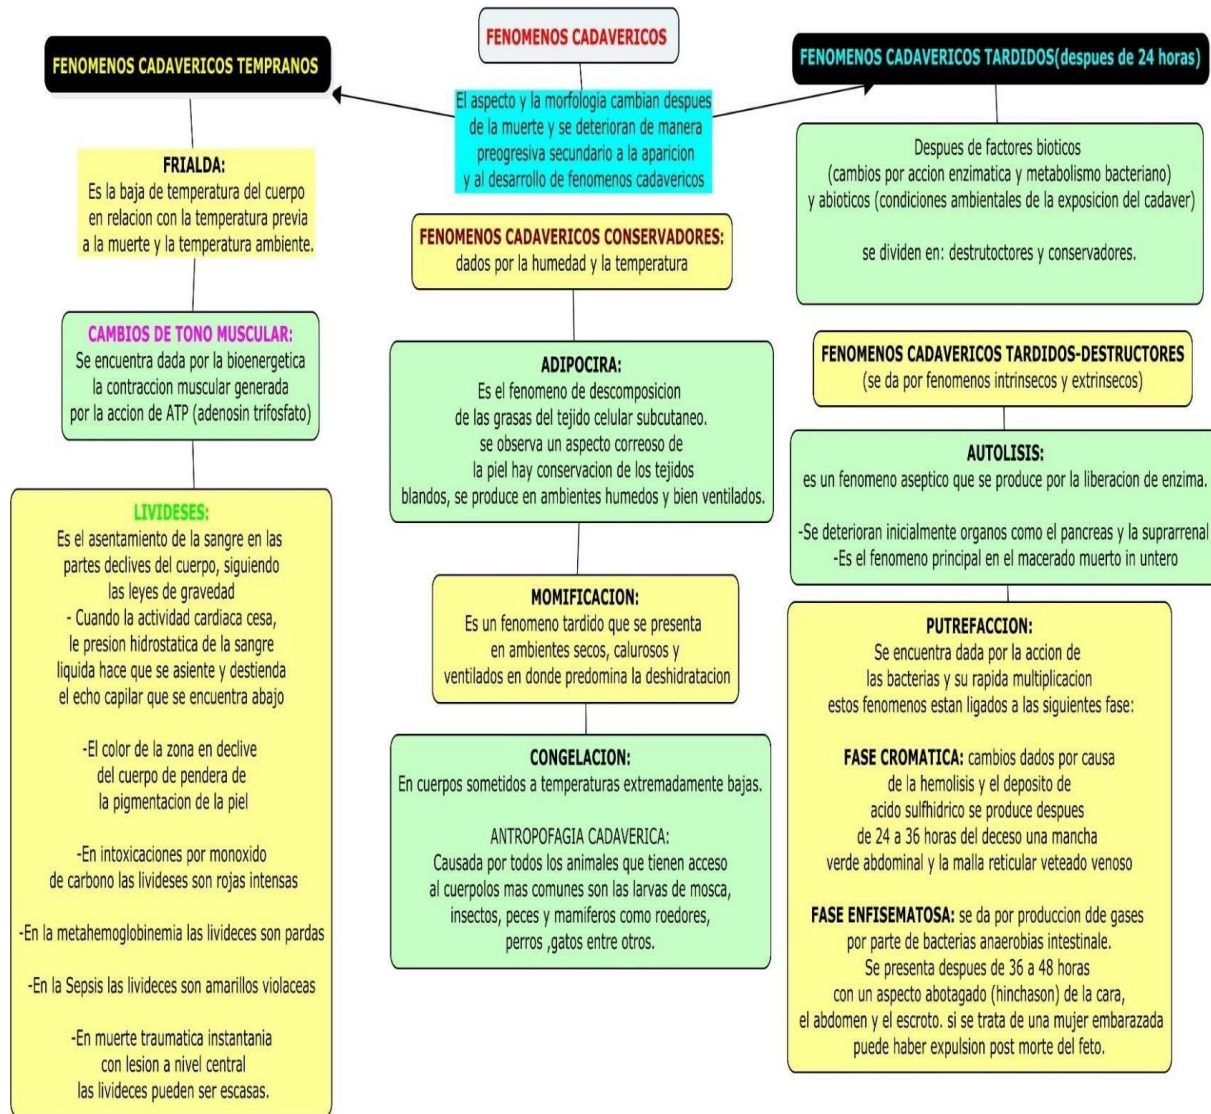 FENOMENOS CADAVERICOS
El aspecto y la morfologia cambian despues
de la muerte y se deterioran de manera
preogresiva secundario a la aparicion
y al desarrollo de fenomenos cadavericos
FENOMENOS CADAVERICOS TEMPRANOS
FRIALDA:
Es la baja de temperatura del cuerpo
en relacion con la temperatura previa
a la muerte y la temperatura ambiente.
CAMBIOS DE TONO MUSCULAR:
Se encuentra dada por la bioenergetica
la contraccion muscular generada
por la accion de ATP (adenosin trifosfato)
LIVIDESES:
Es el asentamiento de la sangre en las
partes declives del cuerpo, siguiendo
las leyes de gravedad
- Cuando la actividad cardiaca cesa,
le presion hidrostatica de la sangre
liquida hace que se asiente y destienda
el echo capilar que se encuentra abajo
-El color de la zona en declive
del cuerpo de pendera de
la pigmentacion de la piel
-En intoxicaciones por monoxido
de carbono las livideses son rojas intensas
-En la metahemoglobinemia las livideces son pardas
-En la Sepsis las livideces son amarillos violaceas
-En muerte traumatica instantania
con lesion a nivel central
las livideces pueden ser escasas.
FENOMENOS CADAVERICOS CONSERVADORES:
dados por la humedad y la temperatura
ADIPOCIRA:
Es el fenomeno de descomposicion
de las grasas del tejido celular subcutaneo.
se observa un aspecto correoso de
la piel hay conservacion de los tejidos
blandos, se produce en ambientes humedos y bien ventilados.
MOMIFICACION:
Es un fenomeno tardido que se presenta
en ambientes secos, calurosos y
ventilados en donde predomina la deshidratacion
CONGELACION:
En cuerpos sometidos a temperaturas extremadamente bajas.
ANTROPOFAGIA CADAVERICA:
Causada por todos los animales que tienen acceso
al cuerpolos mas comunes son las larvas de mosca,
insectos, peces y mamiferos como roedores,
perros ,gatos entre otros.
FENOMENOS CADAVERICOS TARDIDOS(despues de 24 horas)
Despues de factores bioticos
(cambios por accion enzimatica y metabolismo bacteriano)
y abioticos (condiciones ambientales de la exposicion del cadaver)
se dividen en: destrutoctores y conservadores.
FENOMENOS CADAVERICOS TARDIDOS-DESTRUCTORES
(se da por fenomenos intrinsecos y extrinsecos)
AUTOLISIS:
es un fenomeno aseptico que se produce por la liberacion de enzima.
-Se deterioran inicialmente organos como el pancreas y la suprarrenal
-Es el fenomeno principal en el macerado muerto in untero
PUTREFACCION:
Se encuentra dada por la accion de
las bacterias y su rapida multiplicacion
estos fenomenos estan ligados a las siguientes fase:
FASE CROMATICA: cambios dados por causa
de la hemolisis y el deposito de
acido sulfhidrico se produce despues
de 24 a 36 horas del deceso una mancha
verde abdominal y la malla reticular veteado venoso
FASE ENFISEMATOSA: se da por produccion dde gases
por parte de bacterias anaerobias intestinale.
Se presenta despues de 36 a 48 horas
con un aspecto abotagado (hinchason) de la cara,
el abdomen y el escroto. si se trata de una mujer embarazada
puede haber expulsion post morte del feto.